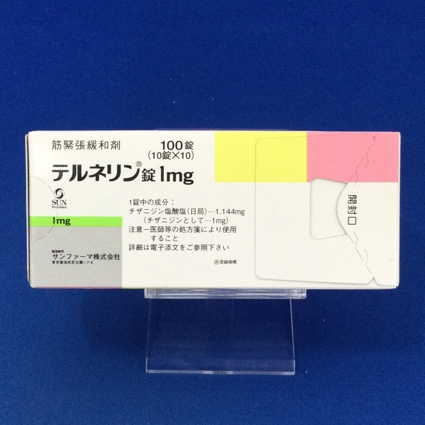 筋緊張緩和剤
100錠
(10錠×10)
テルネリン®錠1mg
SUN
1mg
1錠中の成分：
チザニジン塩酸塩(日局)…1.144mg
(チザニジンとして…1mg)
注意－医師等の処方箋により使用
すること
詳細は電子添文をご参照下さい
サンファーマ株式会社
開封口